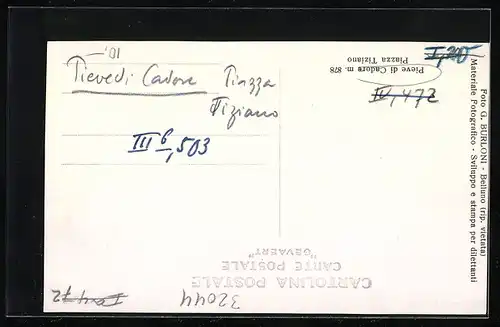 10,-
Pieve di Cadore Piazza
Tiziano
III b/1,503
Pieve di Cadore m. 878
Piazza Tiziano
IV, 472
Foto G. BURLONI - Belluno (rip. vietata)
Materiale Fotografico - Sviluppo e stampa per dilettanti
CARTOLINA POSTALE
CARTE POSTALE
"GEVAERT"
32044